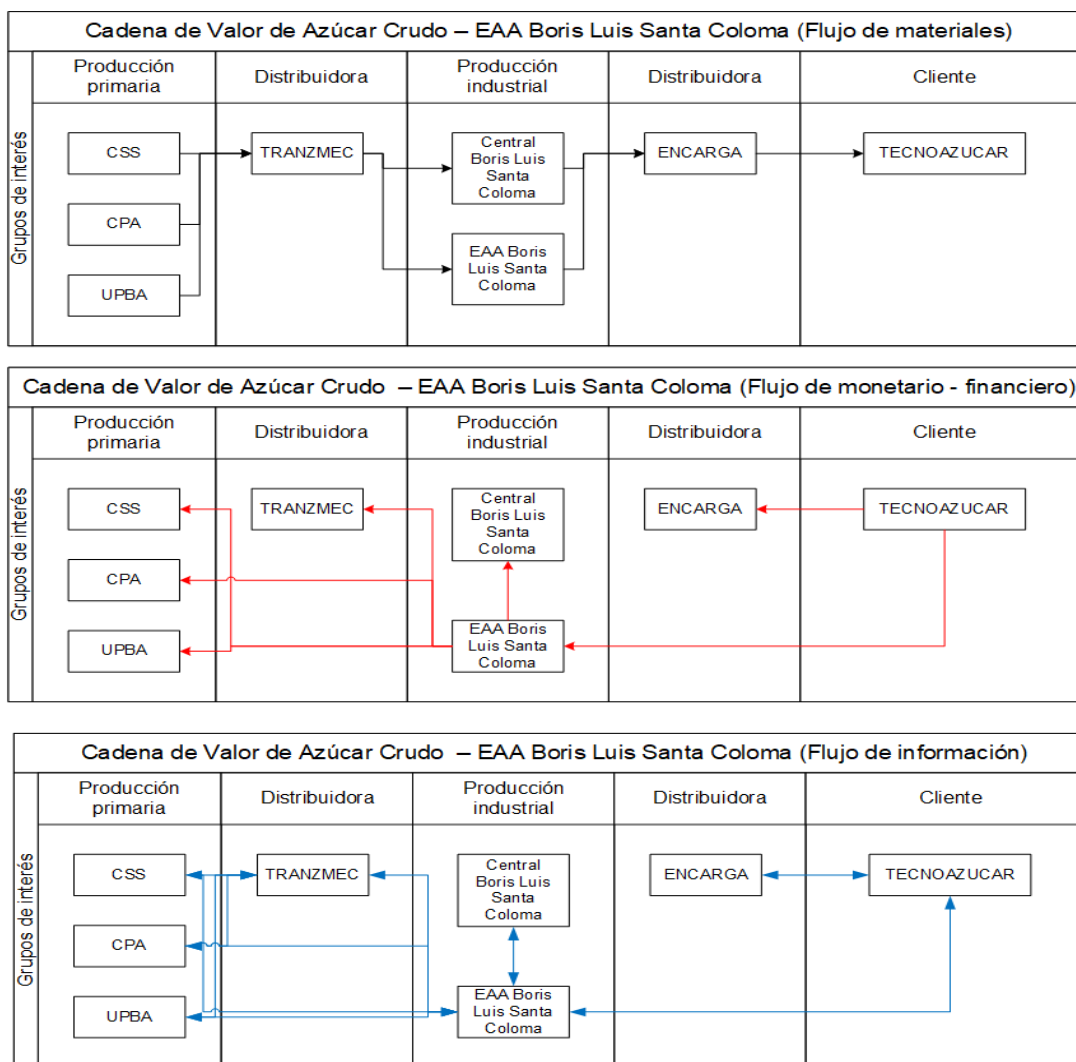 Cadena de Valor de Azúcar Crudo – EAA Boris Luis Santa Coloma (Flujo de materiales)
Grupos de interés
Producción
primaria
Distribuidora
Producción
industrial
Distribuidora
Cliente
CSS
TRANZMEC
Central
Boris Luis
Santa
Coloma
ENCARGA
TECNOAZUCAR
CPA
EAA Boris
Luis Santa
Coloma
UPBA
Cadena de Valor de Azúcar Crudo – EAA Boris Luis Santa Coloma (Flujo de monetario - financiero)
Grupos de interés
Producción
primaria
Distribuidora
Producción
industrial
Distribuidora
Cliente
CSS
TRANZMEC
Central
Boris Luis
Santa
Coloma
ENCARGA
TECNOAZUCAR
CPA
EAA Boris
Luis Santa
Coloma
UPBA
Cadena de Valor de Azúcar Crudo – EAA Boris Luis Santa Coloma (Flujo de información)
Grupos de interés
Producción
primaria
Distribuidora
Producción
industrial
Distribuidora
Cliente
CSS
TRANZMEC
Central
Boris Luis
Santa
Coloma
ENCARGA
TECNOAZUCAR
CPA
EAA Boris
Luis Santa
Coloma
UPBA